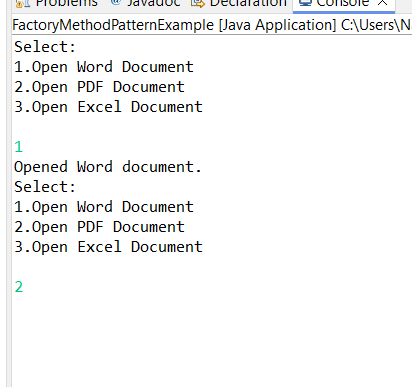 Problems @ Javadoc Declaration Console
FactoryMethodPatternExample [Java Application] C:\Users\N
Select:
1.Open Word Document
2.Open PDF Document
3.Open Excel Document
1
Opened Word document.
Select:
1.Open Word Document
2.Open PDF Document
3.Open Excel Document
2